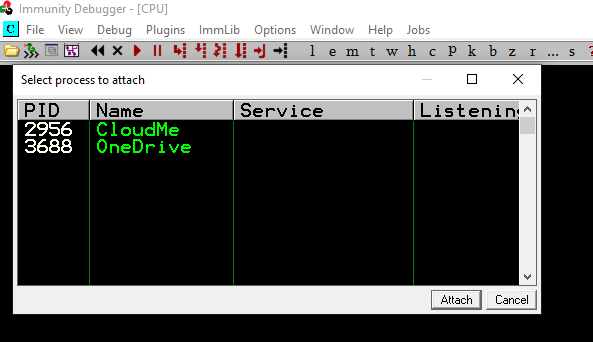 Immunity Debugger - [CPU]
C File View Debug Plugins ImmLib Options Window Help Jobs
l e m t w h c p k b z r ... s ?
Select process to attach
PID Name Service Listening
2956 CloudMe
3688 OneDrive
Attach Cancel